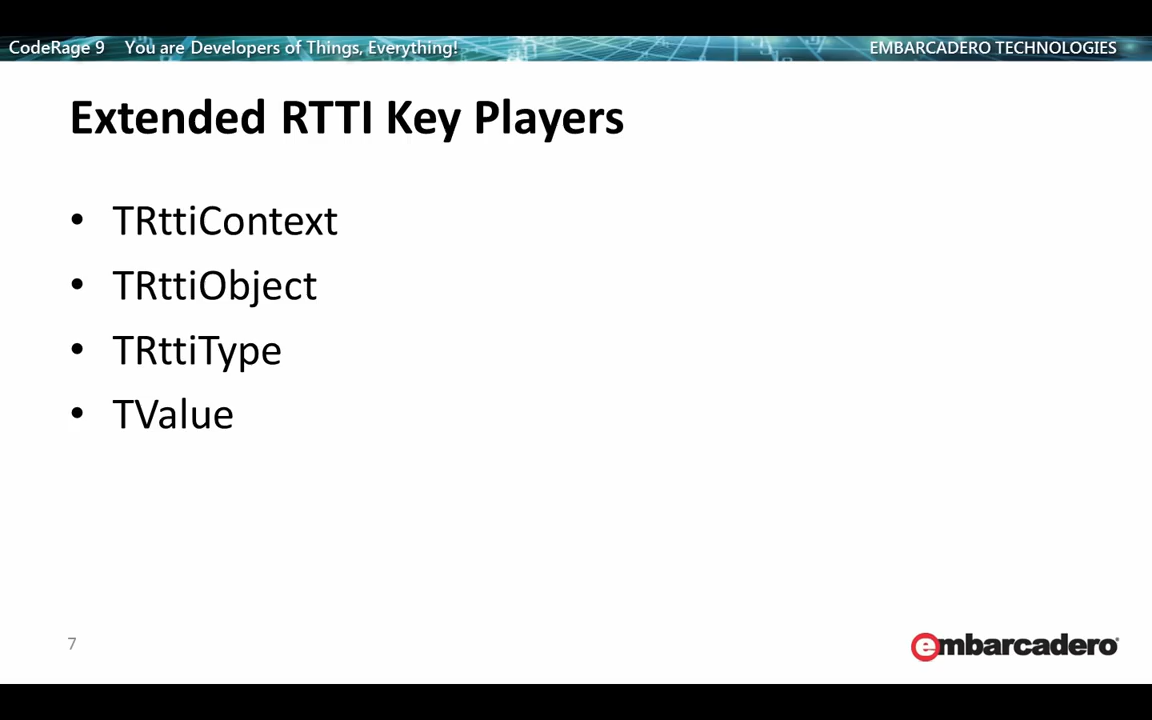 CodeRage 9 You are Developers of Things, Everything!
EMBARCADERO TECHNOLOGIES
Extended RTTI Key Players
• TRttiContext
• TRttiObject
• TRttiType
• TValue
7
embarcadero®